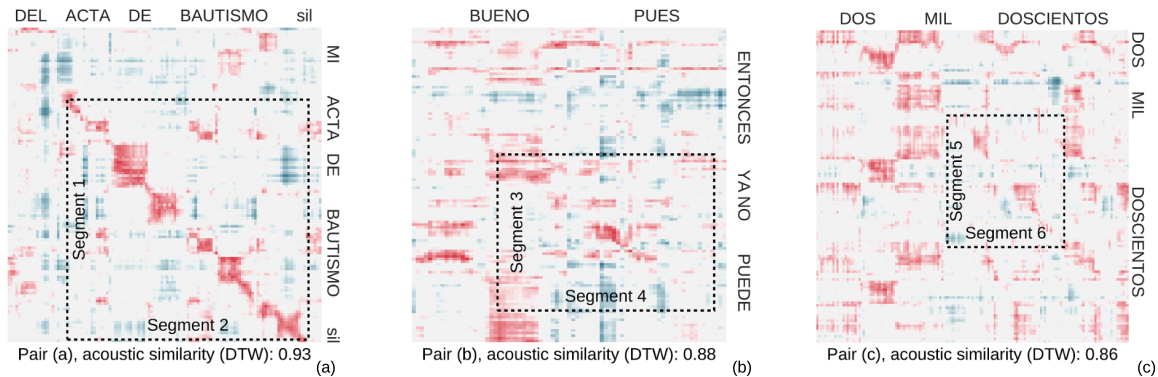 DEL ACTA DE BAUTISMO sil
MI
ACTA
DE
BAUTISMO
sil
Segment 1
Segment 2
Pair (a), acoustic similarity (DTW): 0.93
(a)
BUENO PUES
ENTONCES
YA NO
PUEDE
Segment 3
Segment 4
Pair (b), acoustic similarity (DTW): 0.88
(b)
DOS MIL DOSCIENTOS
DOS
MIL
DOSCIENTOS
Segment 5
Segment 6
Pair (c), acoustic similarity (DTW): 0.86
(c)